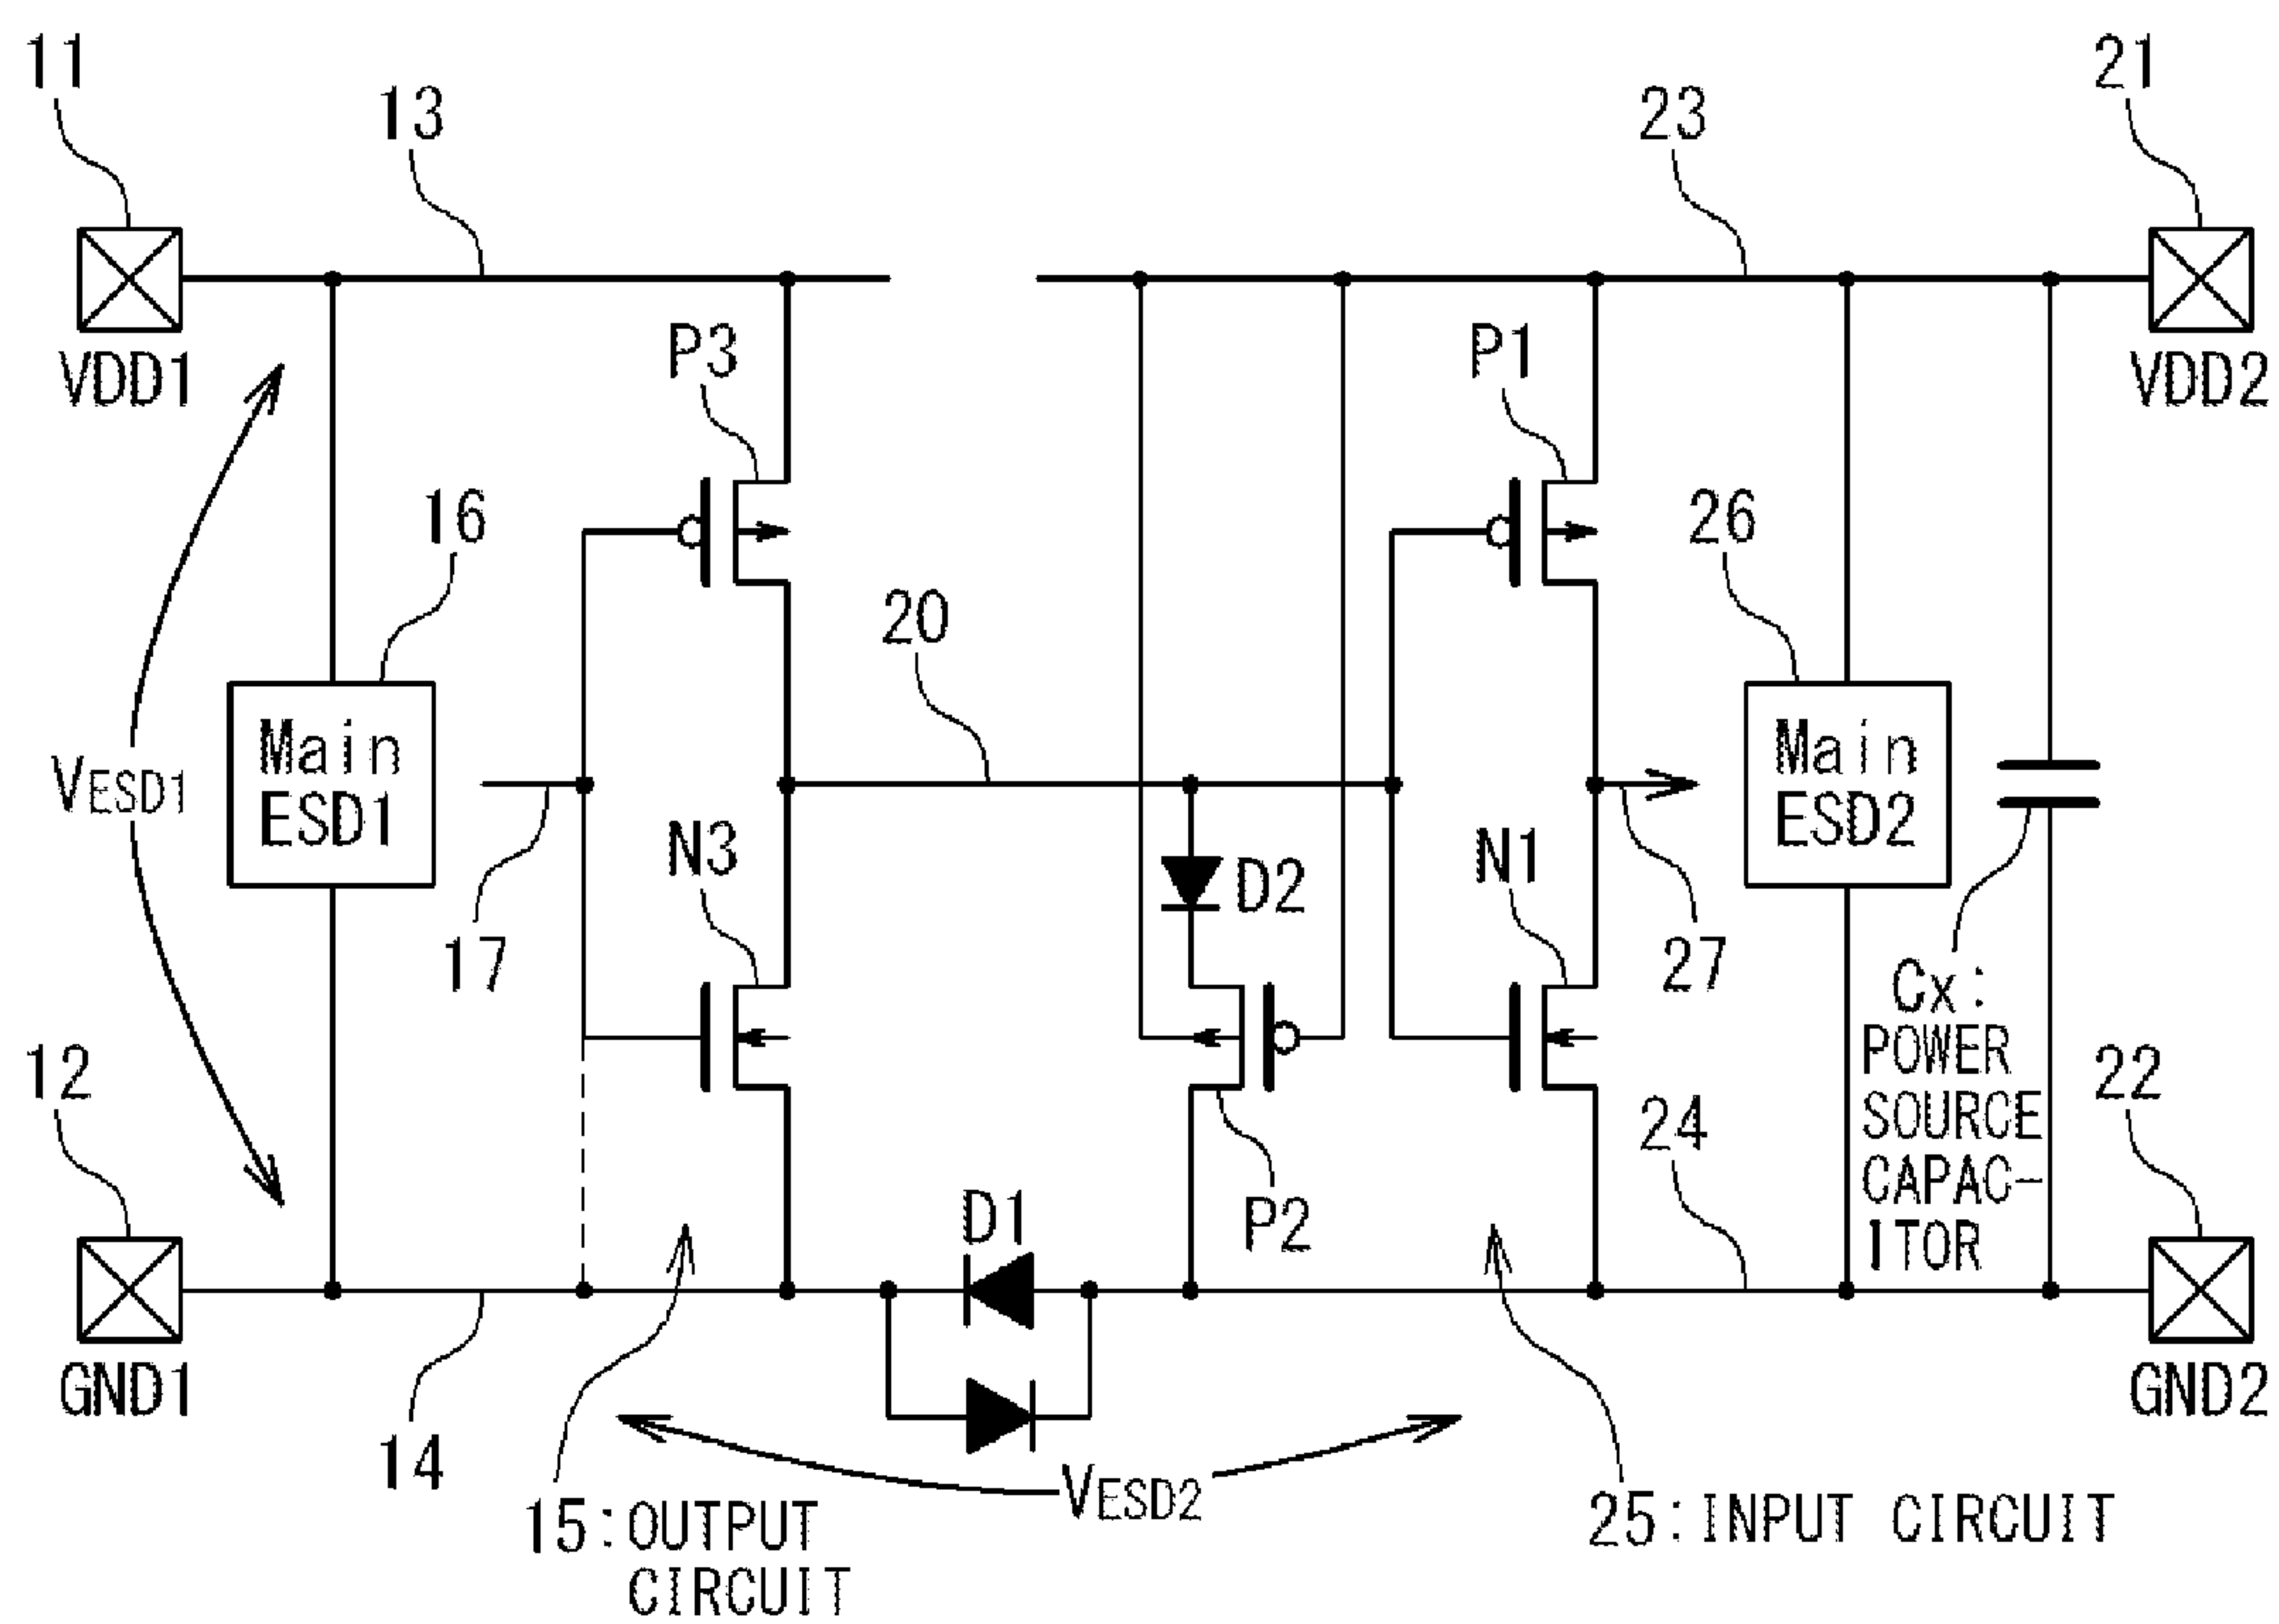 11
21
13
23
VDD1
VDD2
P3
P1
16
26
20
Main
ESD1
Main
ESD2
VESD1
N3
D2
N1
17
27
Cx:
POWER
SOURCE
CAPAC-
ITOR
12
22
24
D1
P2
GND1
GND2
14
VESD2
15:OUTPUT
CIRCUIT
25:INPUT CIRCUIT